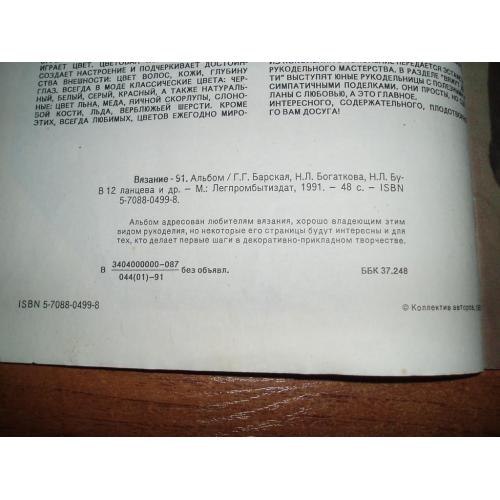 ИГРАЕТ ЦВЕТ. ЦВЕТОВАЯ
СОЗДАЕТ НАСТРОЕНИЕ И ПОДЧЕРКИВАЕТ ДОСТОИН-
СТВА ВНЕШНОСТИ: ЦВЕТ ВОЛОС, КОЖИ, ГЛУБИНУ
ГЛАЗ. ВСЕГДА В МОДЕ КЛАССИЧЕСКИЕ ЦВЕТА: ЧЕР-
НЫЙ, БЕЛЫЙ, СЕРЫЙ, КРАСНЫЙ, А ТАКЖЕ НАТУРАЛЬ-
НЫЕ: ЦВЕТ ЛЬНА, МЕДА, ЯИЧНОЙ СКОРЛУПЫ, СЛОНО-
ВОЙ КОСТИ, ЛЬДА, ВЕРБЛЮЖЬЕЙ ШЕРСТИ. КРОМЕ
ЭТИХ, ВСЕГДА ЛЮБИМЫХ, ЦВЕТОВ ЕЖЕГОДНО МИРО-
ПЕРЕДАЕТСЯ
РУКОДЕЛЬНОГО МАСТЕРСТВА. В РАЗДЕЛЕ
ТИ" ВЫСТУПЯТ ЮНЫЕ РУКОДЕЛЬНИЦЫ С ПОЛЕЗНЫМИ
СИМПАТИЧНЫМИ ПОДЕЛКАМИ. ОНИ ПРОСТЫ, НО
ЛАНЫ С ЛЮБОВЬЮ, А ЭТО ГЛАВНОЕ.
ИНТЕРЕСНОГО, СОДЕРЖАТЕЛЬНОГО, ПЛОДОТВОРНО-
ГО ВАМ ДОСУГА!
Вязание - 91. Альбом / Г.Г. Барская, Н.Л. Богаткова, Н.Л. Бу-
В 12 ланцева и др. – М.: Легпромбытиздат, 1991. – 48 с. – ISBN
5-7088-0499-8.
Альбом адресован любителям вязания, хорошо владеющим этим
видом рукоделия, но некоторые его страницы будут интересны и для
тех, кто делает первые шаги в декоративно-прикладном творчестве.
В 3404000000-087 без объявл. ББК 37.248
044(01)-91
ISBN 5-7088-0499-8
© Коллектив авторов,